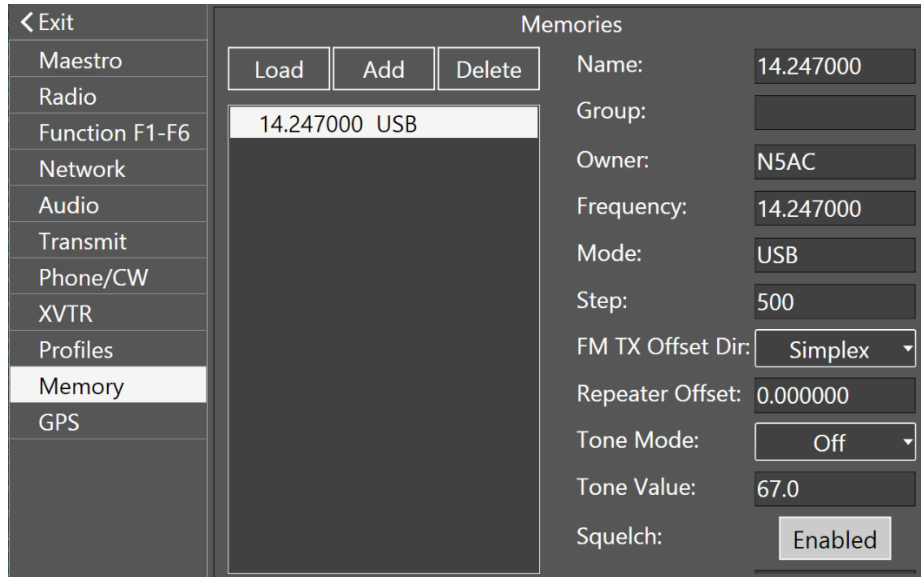 Exit
Maestro
Radio
Function F1-F6
Network
Audio
Transmit
Phone/CW
XVTR
Profiles
Memory
GPS
Memories
Load Add Delete
14.247000 USB
Name: 14.247000
Group:
Owner: N5AC
Frequency: 14.247000
Mode: USB
Step: 500
FM TX Offset Dir: Simplex
Repeater Offset: 0.000000
Tone Mode: Off
Tone Value: 67.0
Squelch: Enabled